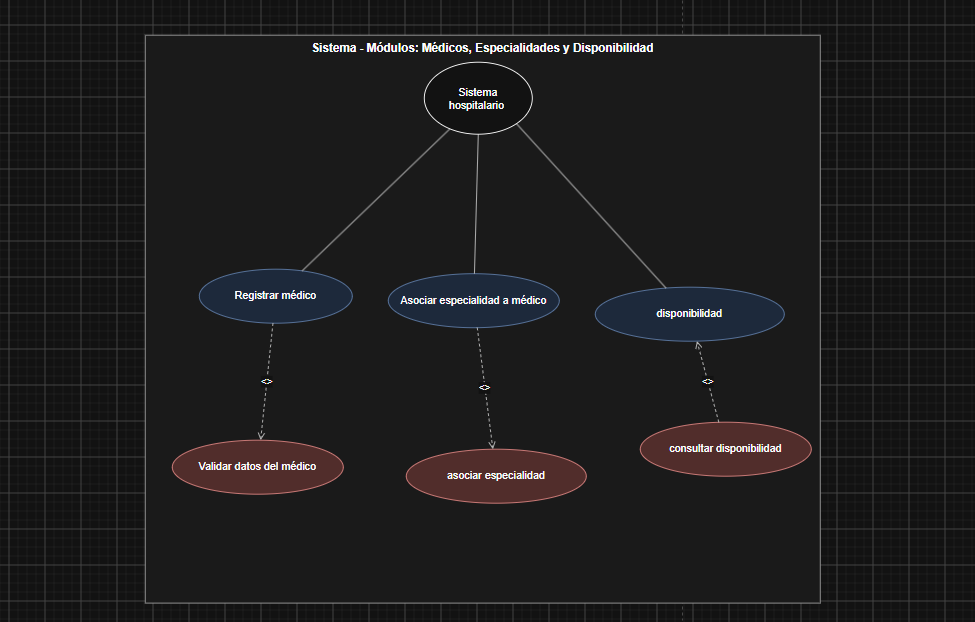 Sistema - Módulos: Médicos, Especialidades y Disponibilidad
Sistema
hospitalario
Registrar médico
Asociar especialidad a médico
disponibilidad
<>
<>
<>
Validar datos del médico
asociar especialidad
consultar disponibilidad